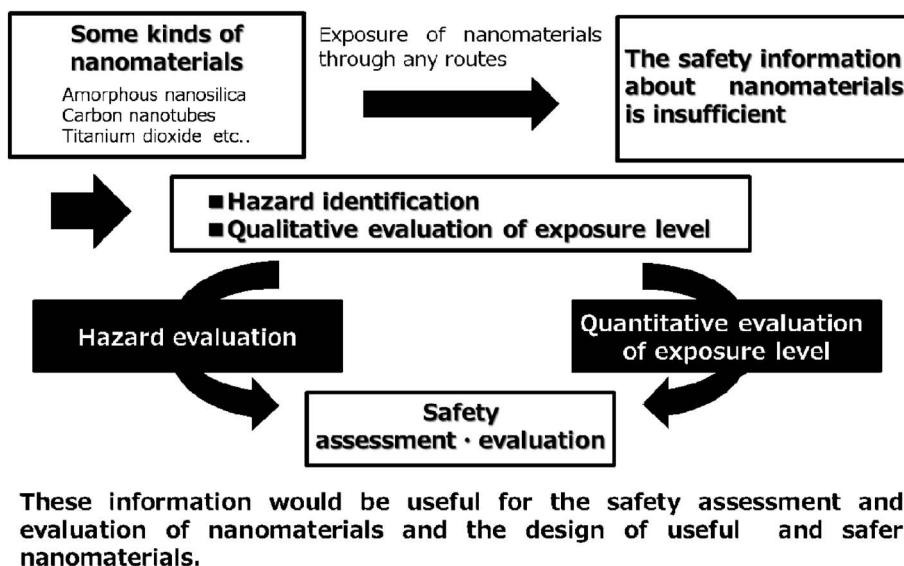 Some kinds of
nanomaterials
Amorphous nanosilica
Carbon nanotubes
Titanium dioxide etc..
Exposure of nanomaterials
through any routes
The safety information
about nanomaterials
is insufficient
■Hazard identification
■Qualitative evaluation of exposure level
Hazard evaluation
Quantitative evaluation
of exposure level
Safety
assessment・evaluation
These information would be useful for the safety assessment and
evaluation of nanomaterials and the design of useful and safer
nanomaterials.